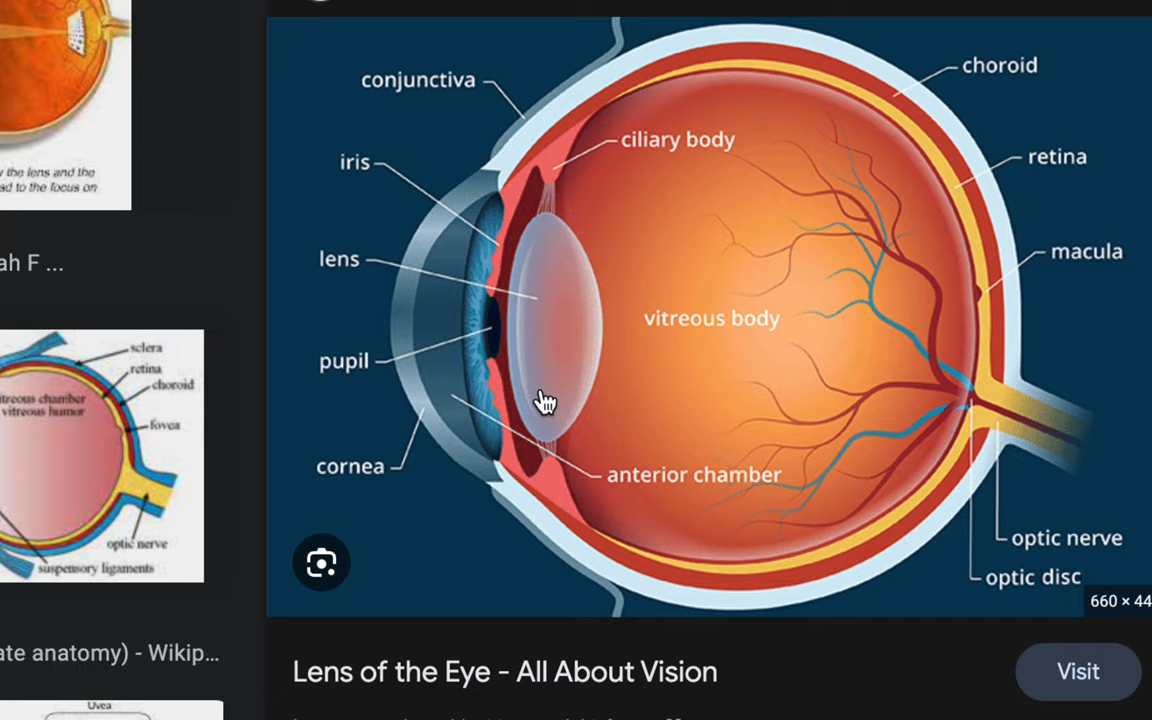 y the lens and the
ad to the focus on
ah F ...
sclera
retina
choroid
itreous chamber
vitreous humor
fovea
optic nerve
suspensory ligaments
ate anatomy) - Wikip...
Uvea
conjunctiva
choroid
ciliary body
iris
retina
lens
macula
vitreous body
pupil
cornea
anterior chamber
optic nerve
optic disc
660 × 44
Lens of the Eye - All About Vision
Visit